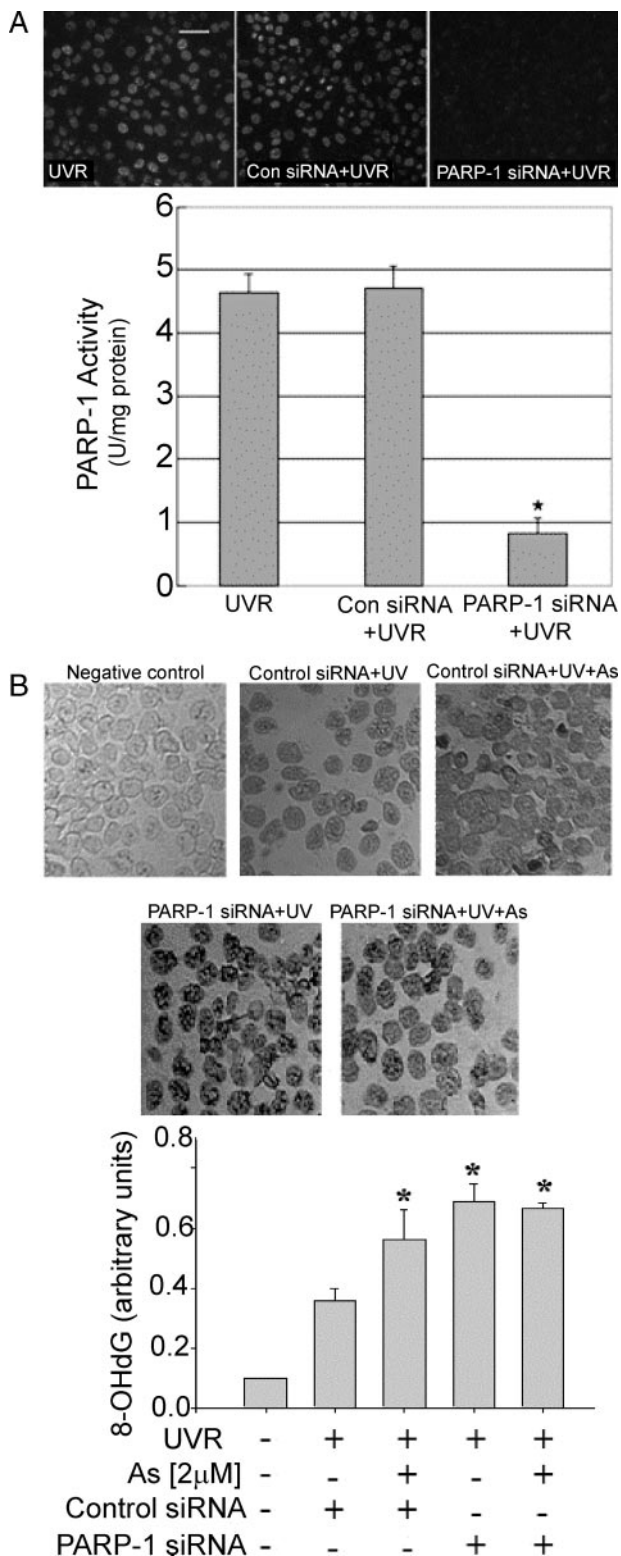 A
UVR
Con siRNA+UVR
PARP-1 siRNA+UVR
PARP-1 Activity
(U/mg protein)
6
5
4
3
2
1
0
★
UVR
Con siRNA
+UVR
PARP-1 siRNA
+UVR
B
Negative control
Control siRNA+UV
Control siRNA+UV+As
PARP-1 siRNA+UV
PARP-1 siRNA+UV+As
8-OHdG (arbitrary units)
0.8
0.6
0.4
0.2
0.0
* * *
UVR - + + + +
As [2µM] - - + - +
Control siRNA - + + - -
PARP-1 siRNA - - - + +